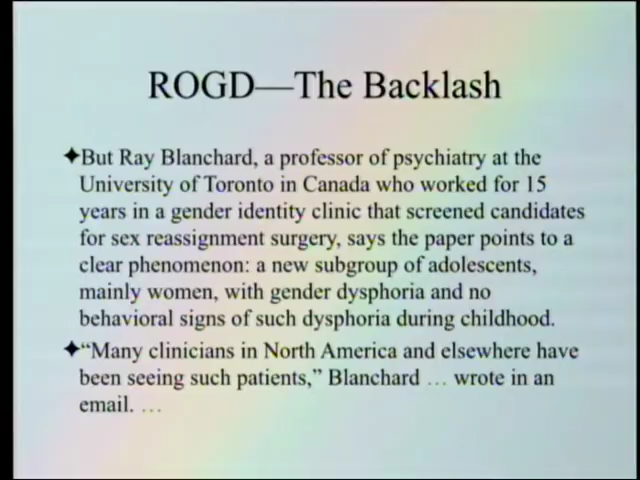 ROGD—The Backlash
✦But Ray Blanchard, a professor of psychiatry at the
University of Toronto in Canada who worked for 15
years in a gender identity clinic that screened candidates
for sex reassignment surgery, says the paper points to a
clear phenomenon: a new subgroup of adolescents,
mainly women, with gender dysphoria and no
behavioral signs of such dysphoria during childhood.
✦“Many clinicians in North America and elsewhere have
been seeing such patients,” Blanchard … wrote in an
email. …